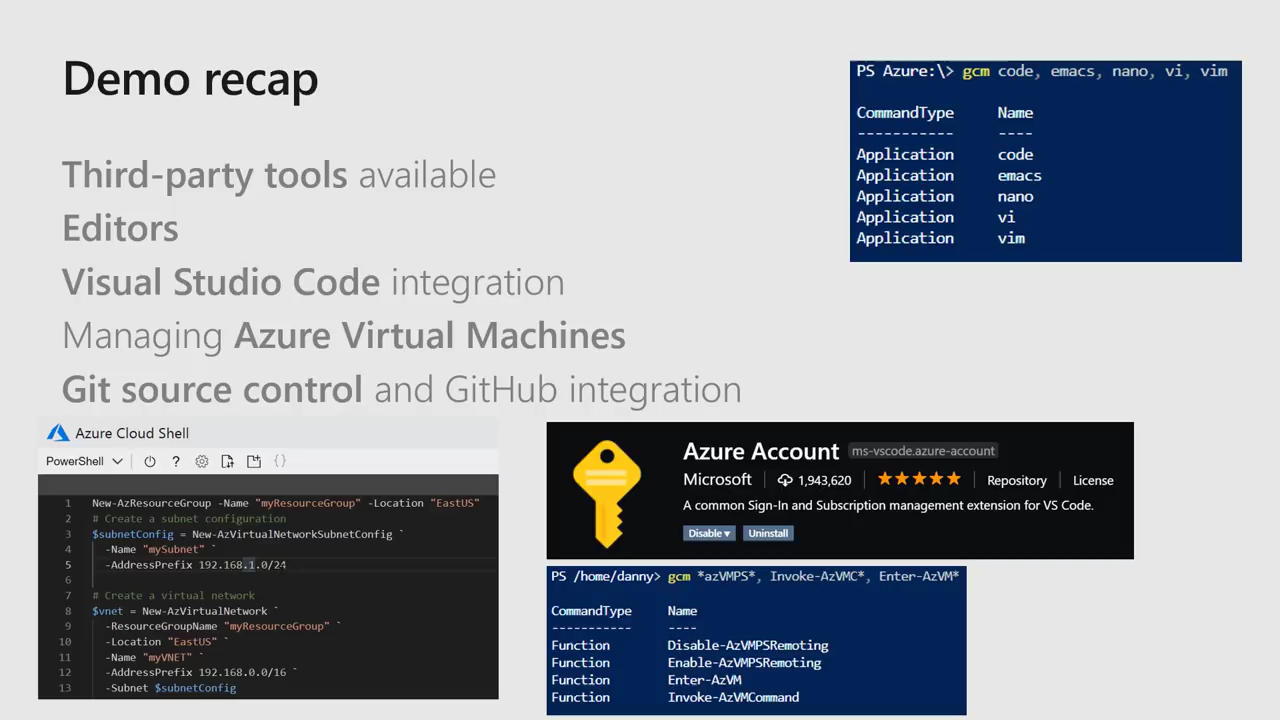 Demo recap
Third-party tools available
Editors
Visual Studio Code integration
Managing Azure Virtual Machines
Git source control and GitHub integration
PS Azure:\> gcm code, emacs, nano, vi, vim
CommandType Name
----------- ----
Application code
Application emacs
Application nano
Application vi
Application vim
Azure Cloud Shell
PowerShell
?
{}
1 New-AzResourceGroup -Name "myResourceGroup" -Location "EastUS"
2 # Create a subnet configuration
3 $subnetConfig = New-AzVirtualNetworkSubnetConfig `
4 -Name "mySubnet" `
5 -AddressPrefix 192.168.1.0/24
6
7 # Create a virtual network
8 $vnet = New-AzVirtualNetwork `
9 -ResourceGroupName "myResourceGroup" `
10 -Location "EastUS" `
11 -Name "myVNET" `
12 -AddressPrefix 192.168.0.0/16 `
13 -Subnet $subnetConfig
Azure Account ms-vscode.azure-account
Microsoft 1,943,620 Repository License
A common Sign-In and Subscription management extension for VS Code.
Disable Uninstall
PS /home/danny> gcm *azVMPS*, Invoke-AzVMC*, Enter-AzVM*
CommandType Name
----------- ----
Function Disable-AzVMPSRemoting
Function Enable-AzVMPSRemoting
Function Enter-AzVM
Function Invoke-AzVMCommand